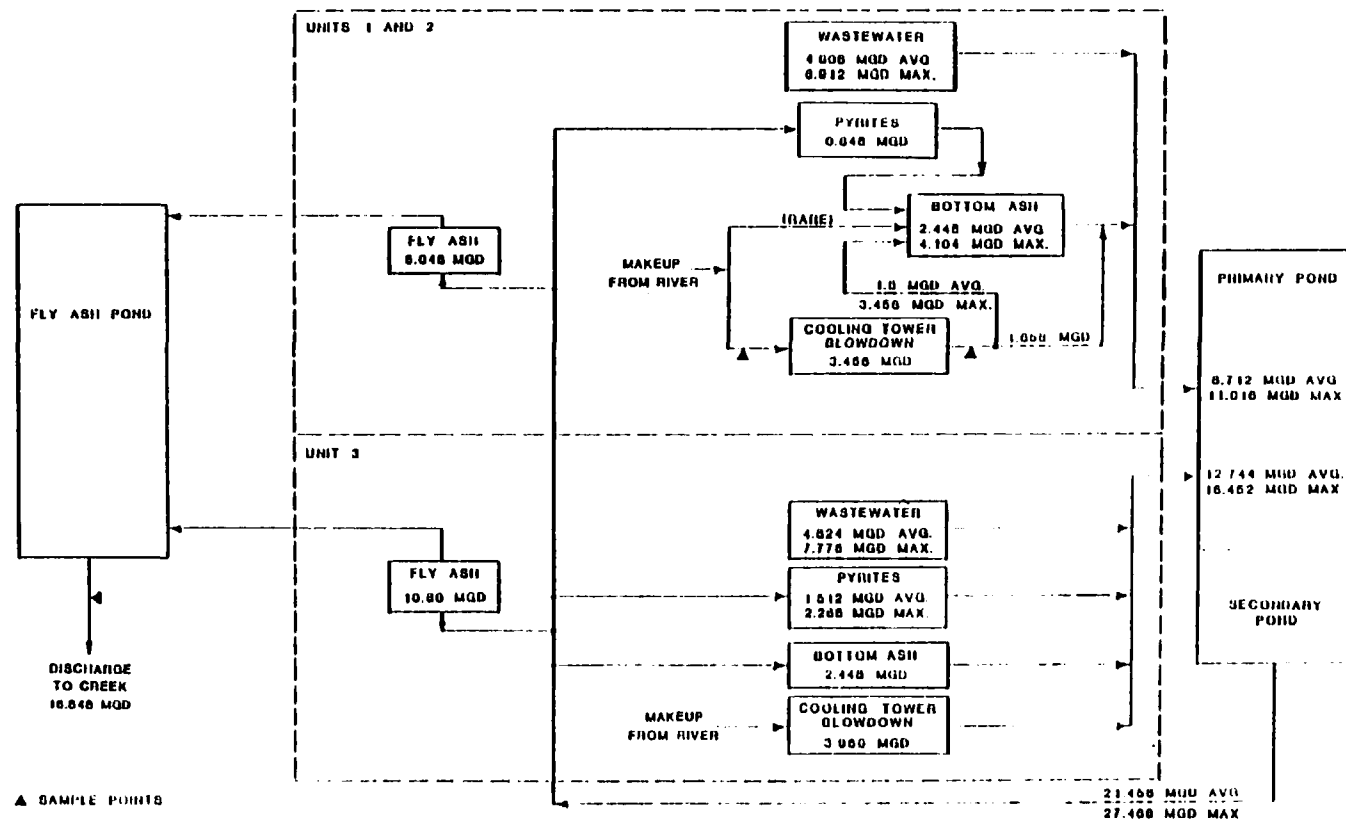 UNITS 1 AND 2
WASTEWATER
4.608 MGD AVG
6.912 MGD MAX.
PYRITES
0.648 MGD
BOTTOM ASH
2.448 MGD AVG
4.104 MGD MAX.
(RARE)
MAKEUP
FROM RIVER
1.8 MGD AVG.
3.456 MGD MAX.
COOLING TOWER
BLOWDOWN
3.456 MGD
1.656 MGD
FLY ASH
6.048 MGD
FLY ASH POND
PRIMARY POND
8.712 MGD AVG
11.016 MGD MAX
UNIT 3
12.744 MGD AVG.
16.452 MGD MAX
WASTEWATER
4.824 MGD AVG.
7.776 MGD MAX.
FLY ASH
10.80 MGD
PYRITES
1.512 MGD AVG.
2.268 MGD MAX.
SECONDARY
POND
BOTTOM ASH
2.448 MGD
DISCHARGE
TO CREEK
16.848 MGD
MAKEUP
FROM RIVER
COOLING TOWER
BLOWDOWN
3.960 MGD
▲ SAMPLE POINTS
21.456 MGD AVG
27.468 MGD MAX